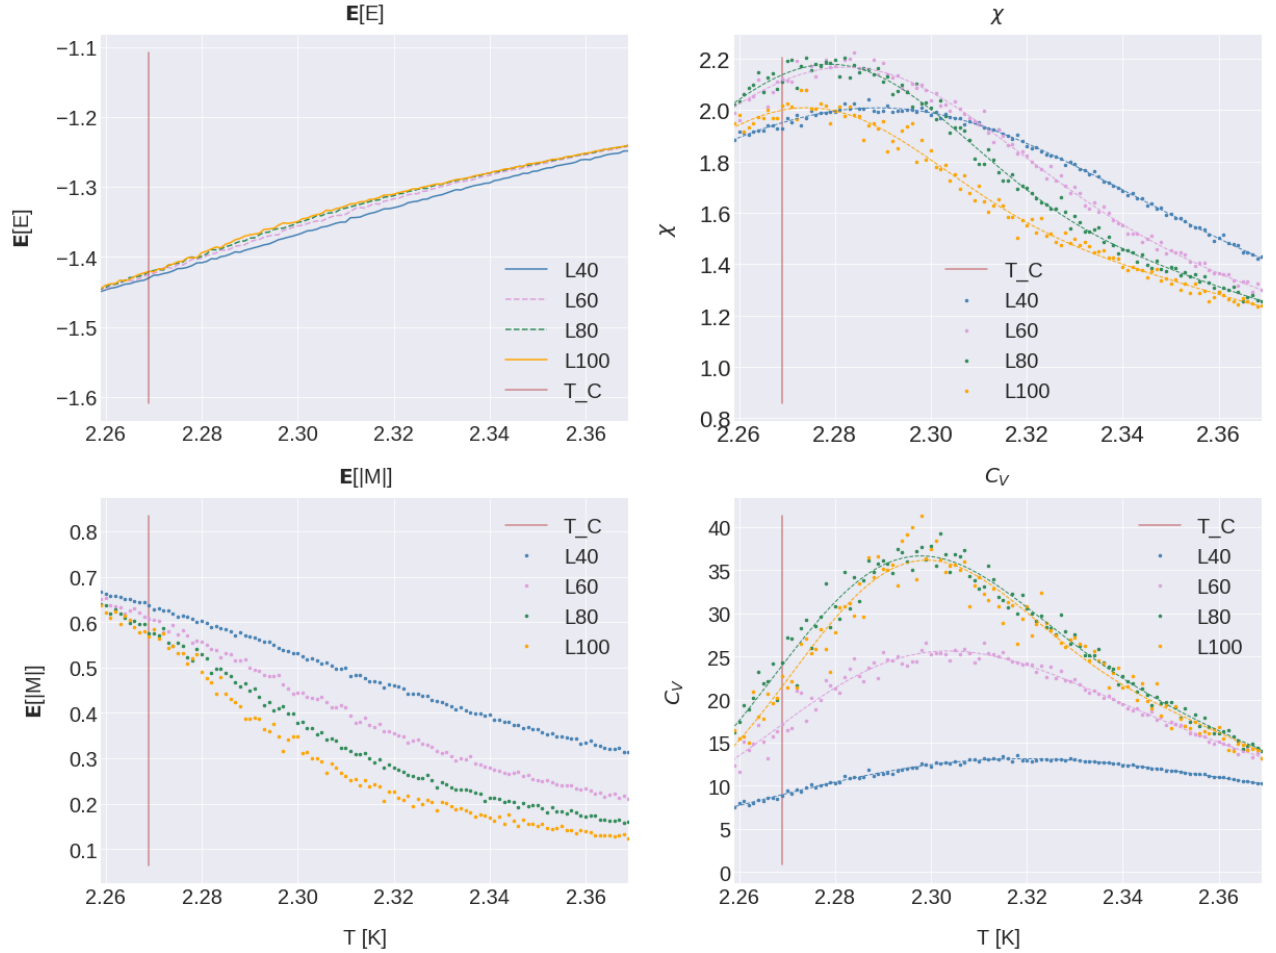 E[E]
−1.1
−1.2
−1.3
−1.4
−1.5
−1.6
E[E]
L40
L60
L80
L100
T_C
2.26 2.28 2.30 2.32 2.34 2.36
χ
2.2
2.0
1.8
1.6
1.4
1.2
1.0
0.8
χ
T_C
L40
L60
L80
L100
2.26 2.28 2.30 2.32 2.34 2.36
E[|M|]
0.8
0.7
0.6
0.5
0.4
0.3
0.2
0.1
E[|M|]
T_C
L40
L60
L80
L100
2.26 2.28 2.30 2.32 2.34 2.36
T [K]
C_V
40
35
30
25
20
15
10
5
0
C_V
T_C
L40
L60
L80
L100
2.26 2.28 2.30 2.32 2.34 2.36
T [K]